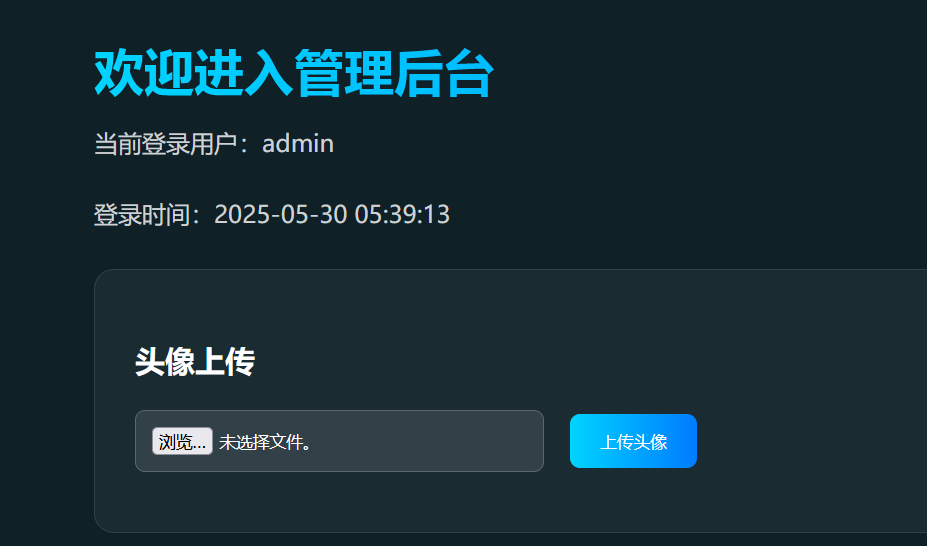 欢迎进入管理后台
当前登录用户：admin
登录时间：2025-05-30 05:39:13
头像上传
浏览... 未选择文件。
上传头像